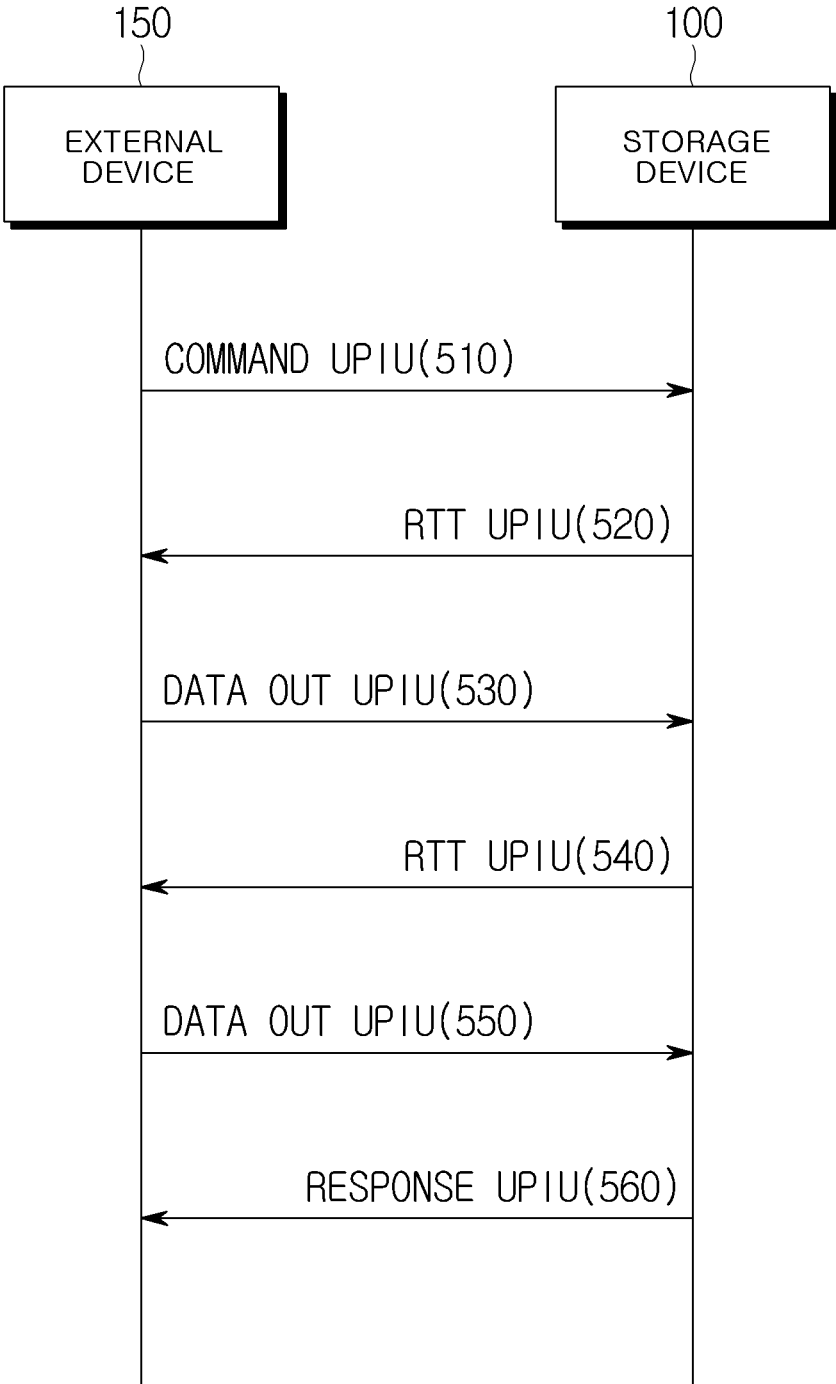 150
100
EXTERNAL
DEVICE
STORAGE
DEVICE
COMMAND UPIU(510)
RTT UPIU(520)
DATA OUT UPIU(530)
RTT UPIU(540)
DATA OUT UPIU(550)
RESPONSE UPIU(560)